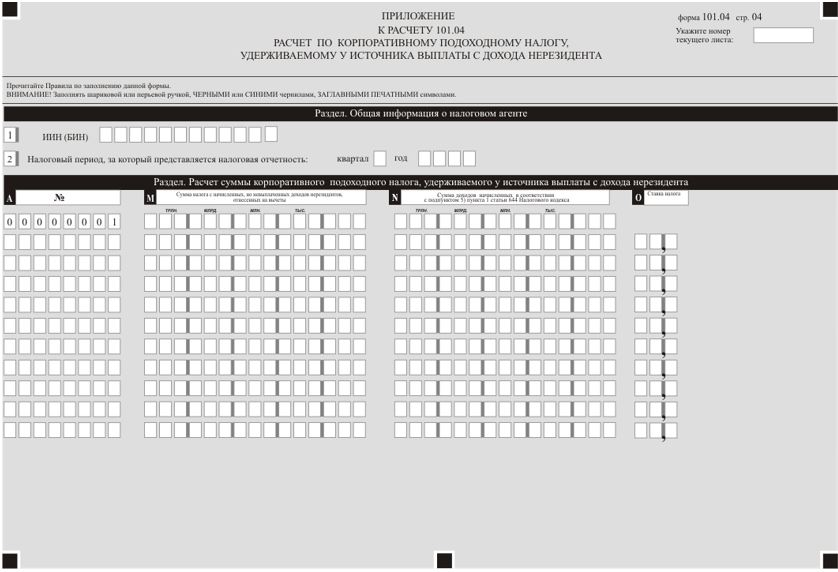 ПРИЛОЖЕНИЕ
форма 101.04 стр. 04
К РАСЧЕТУ 101.04
Укажите номер
текущего листа:
РАСЧЕТ ПО КОРПОРАТИВНОМУ ПОДОХОДНОМУ НАЛОГУ,
УДЕРЖИВАЕМОМУ У ИСТОЧНИКА ВЫПЛАТЫ С ДОХОДА НЕРЕЗИДЕНТА
Прочитайте Правила по заполнению данной формы.
ВНИМАНИЕ! Заполнять шариковой или перьевой ручкой, ЧЕРНЫМИ или СИНИМИ чернилами, ЗАГЛАВНЫМИ ПЕЧАТНЫМИ символами.
Раздел. Общая информация о налоговом агенте
1 ИИН (БИН)
2 Налоговый период, за который представляется налоговая отчетность: квартал год
Раздел. Расчет суммы корпоративного подоходного налога, удерживаемого у источника выплаты с дохода нерезидента
A №
M Сумма налога с начисленных, но невыплаченных доходов нерезидентов,
отнесенных на вычеты
N Сумма доходов начисленных, в соответствии
с подпунктом 5) пункта 1 статьи 644 Налогового кодекса
O Ставка налога
трлн. млрд. млн. тыс. трлн. млрд. млн. тыс.
0 0 0 0 0 0 0 1
,
,
,
,
,
,
,
,
,
,